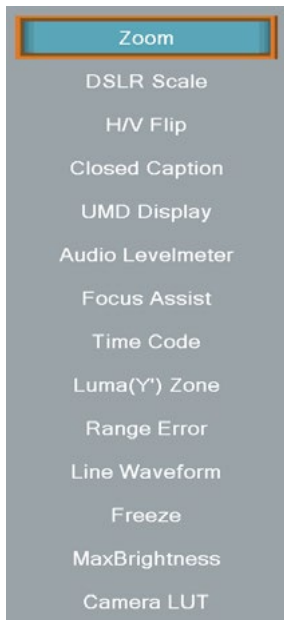 Zoom
DSLR Scale
H/V Flip
Closed Caption
UMD Display
Audio Levelmeter
Focus Assist
Time Code
Luma(Y') Zone
Range Error
Line Waveform
Freeze
MaxBrightness
Camera LUT